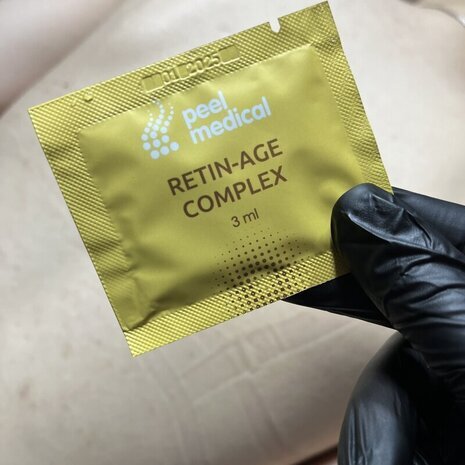 01 2025
peel
medical
RETIN-AGE
COMPLEX
3 ml